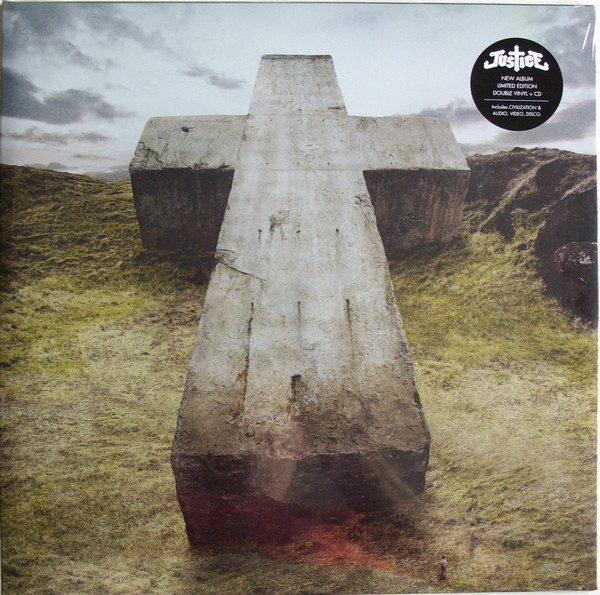 JUSTICE
NEW ALBUM
LIMITED EDITION
DOUBLE VINYL + CD
Includes CIVILIZATION &
AUDIO, VIDEO, DISCO.